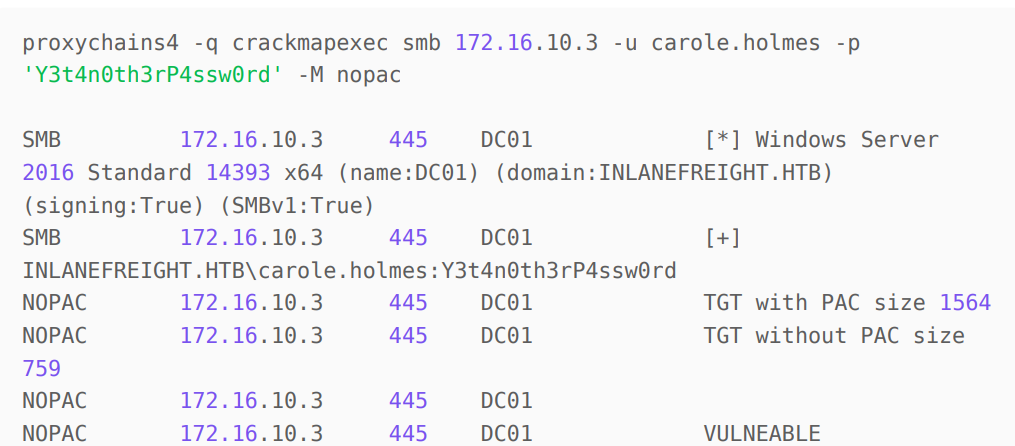 proxychains4 -q crackmapexec smb 172.16.10.3 -u carole.holmes -p
'Y3t4n0th3rP4ssw0rd' -M nopac
SMB 172.16.10.3 445 DC01 [*] Windows Server
2016 Standard 14393 x64 (name:DC01) (domain:INLANEFREIGHT.HTB)
(signing:True) (SMBv1:True)
SMB 172.16.10.3 445 DC01 [+]
INLANEFREIGHT.HTB\carole.holmes:Y3t4n0th3rP4ssw0rd
NOPAC 172.16.10.3 445 DC01 TGT with PAC size 1564
NOPAC 172.16.10.3 445 DC01 TGT without PAC size
759
NOPAC 172.16.10.3 445 DC01
NOPAC 172.16.10.3 445 DC01 VULNEABLE